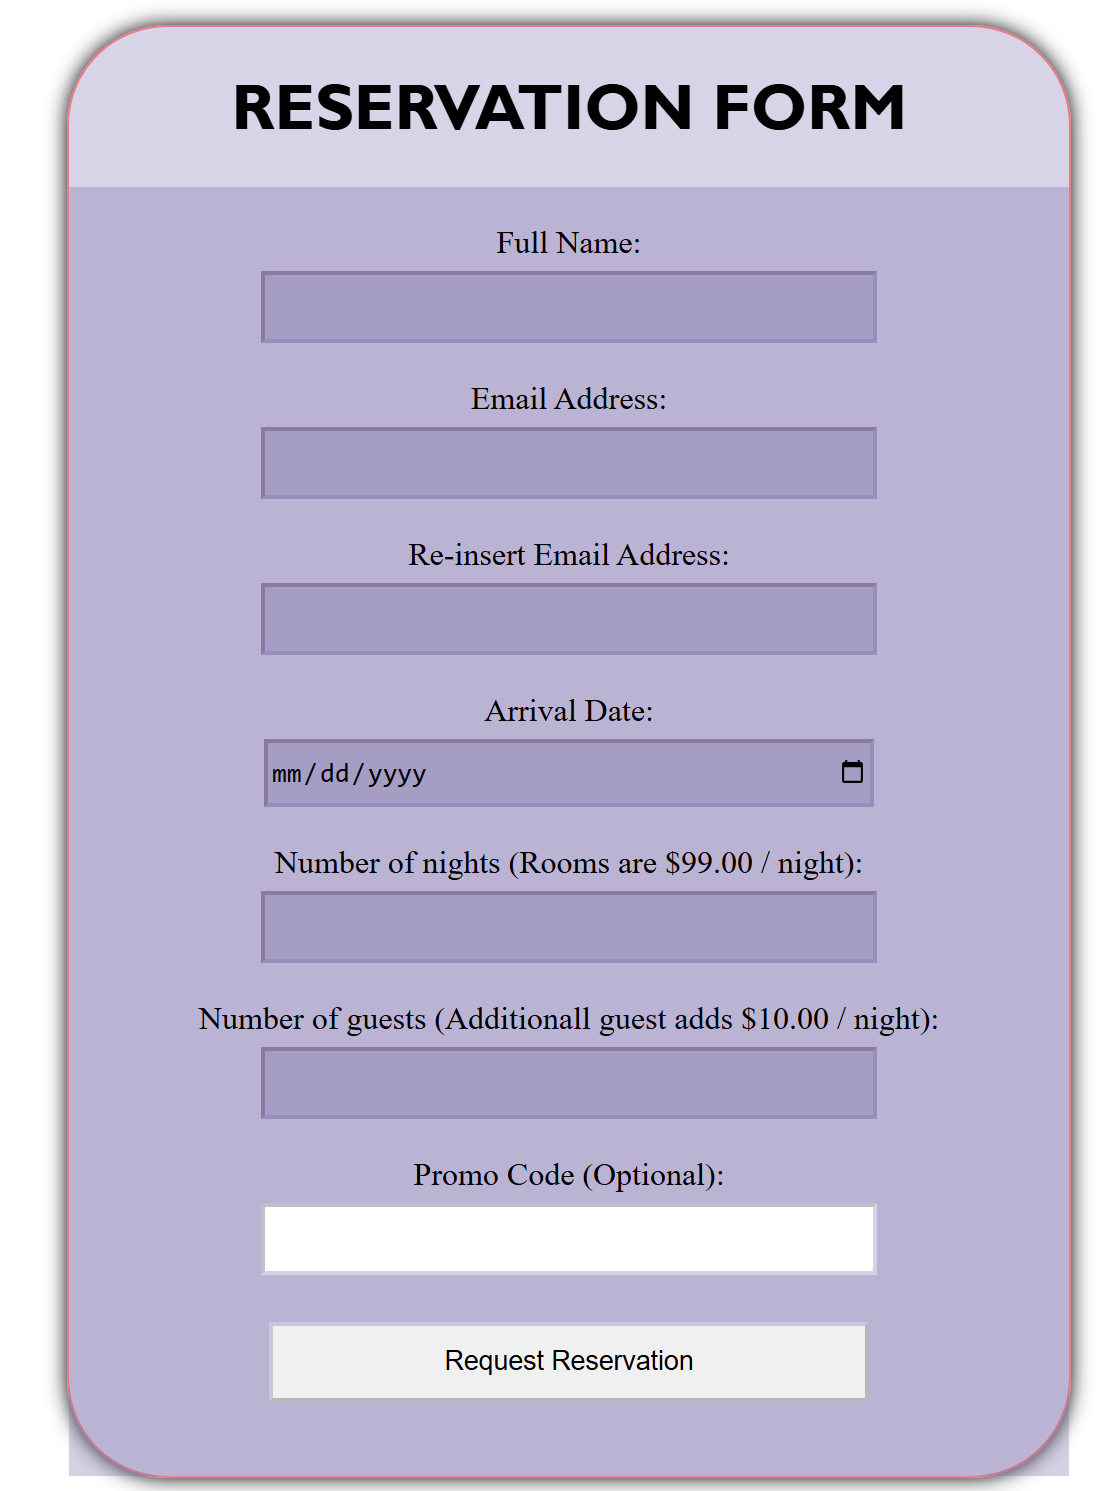 RESERVATION FORM
Full Name:
Email Address:
Re-insert Email Address:
Arrival Date:
mm/dd/yyyy
Number of nights (Rooms are $99.00 / night):
Number of guests (Additionall guest adds $10.00 / night):
Promo Code (Optional):
Request Reservation